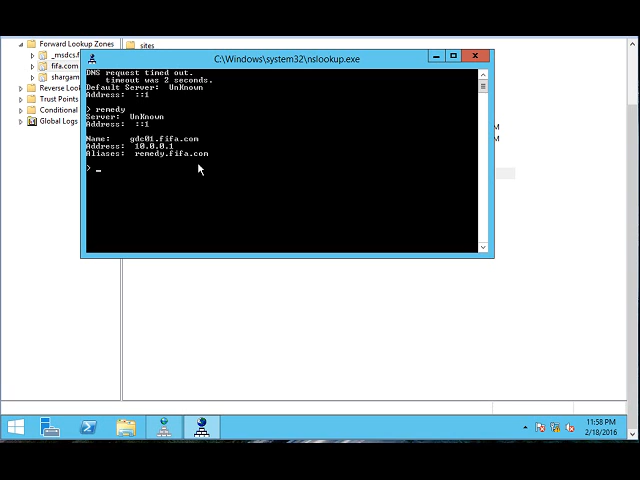 Forward Lookup Zones
_msdcs.f
fifa.com
shargam
Reverse Look
Trust Points
Conditional
Global Logs
sites
C:\Windows\system32\nslookup.exe
DNS request timed out.
    timeout was 2 seconds.
Default Server:  UnKnown
Address:  ::1
> remedy
Server:  UnKnown
Address:  ::1
Name:    gdc01.fifa.com
Address:  10.0.0.1
Aliases:  remedy.fifa.com
> _
M
M
11:58 PM
2/18/2016